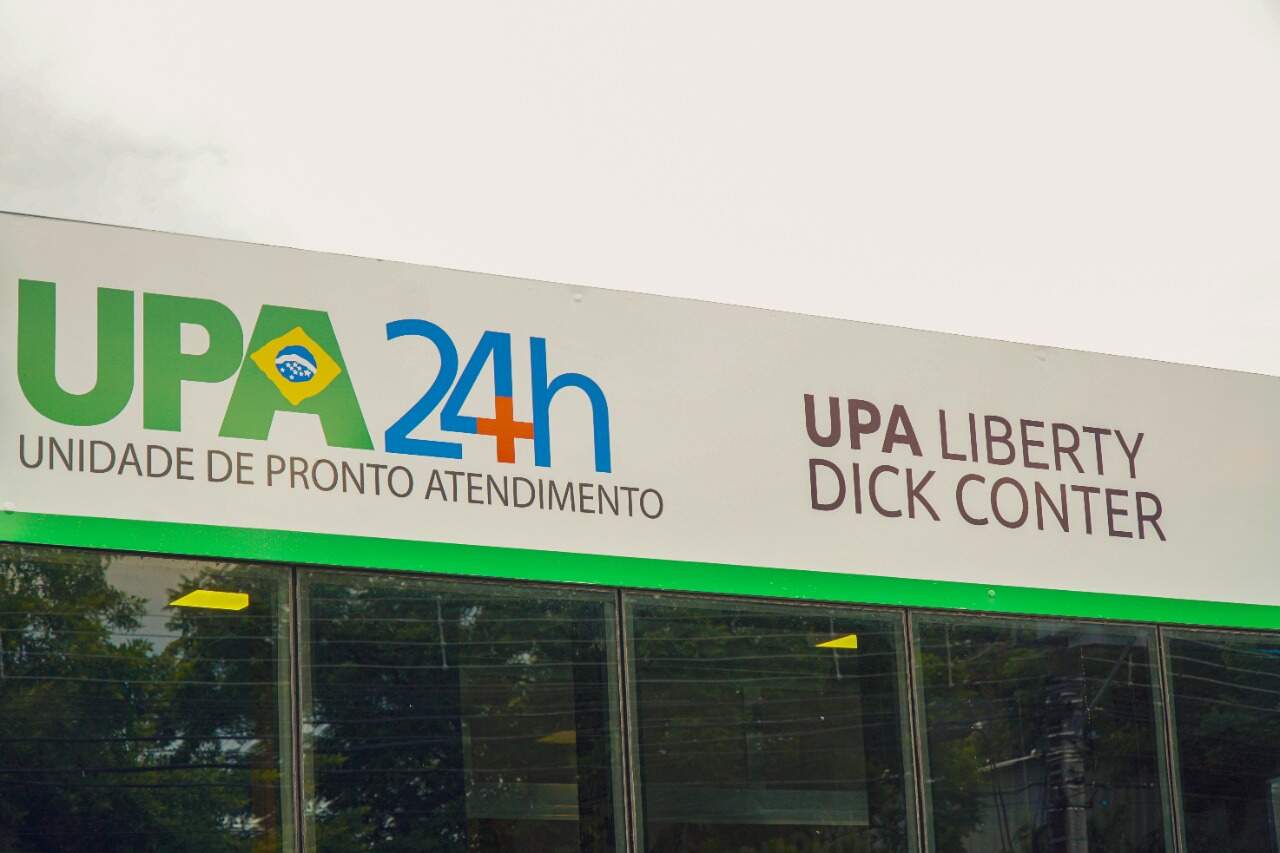 UPA 24h
UNIDADE DE PRONTO ATENDIMENTO
UPA LIBERTY
DICK CONTER